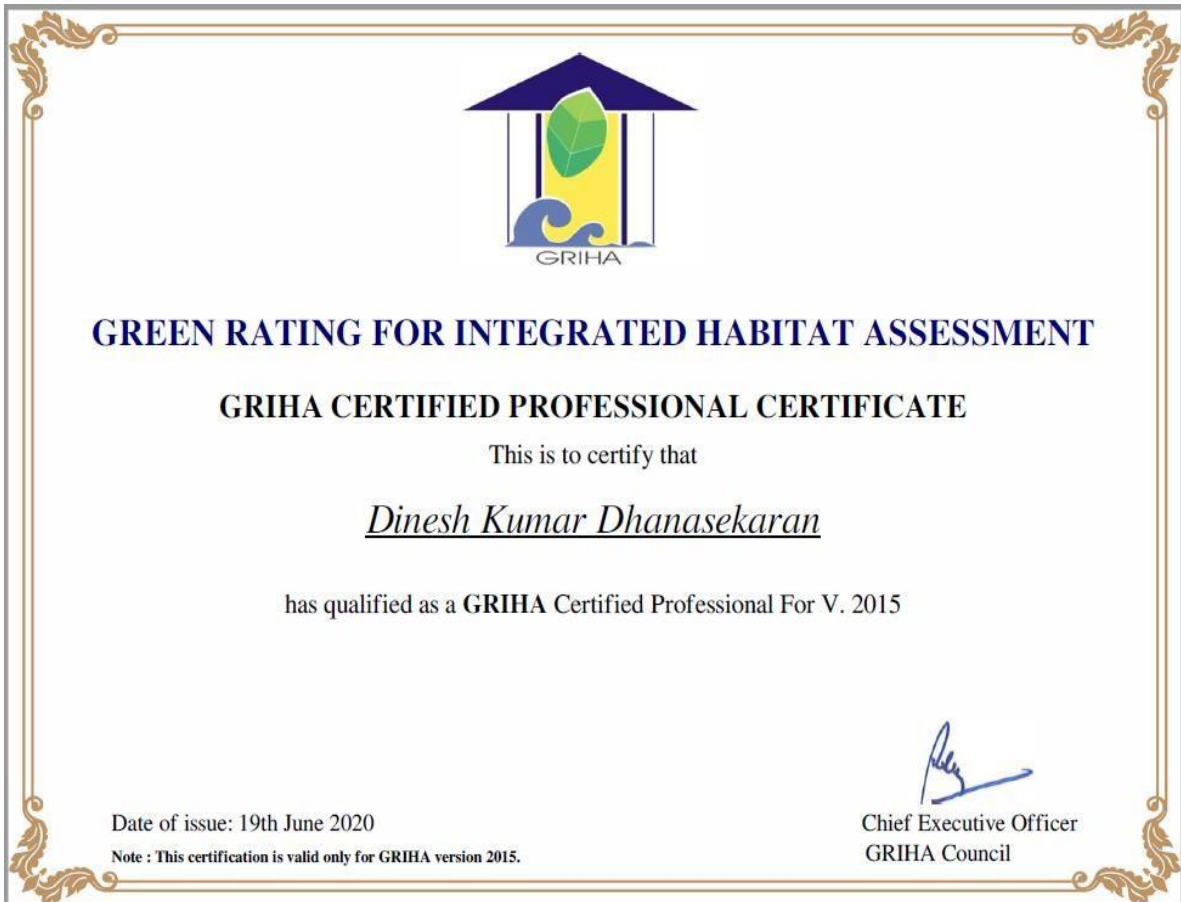 GRIHA
GREEN RATING FOR INTEGRATED HABITAT ASSESSMENT
GRIHA CERTIFIED PROFESSIONAL CERTIFICATE
This is to certify that
Dinesh Kumar Dhanasekaran
has qualified as a GRIHA Certified Professional For V. 2015
Date of issue: 19th June 2020
Note : This certification is valid only for GRIHA version 2015.
Chief Executive Officer
GRIHA Council